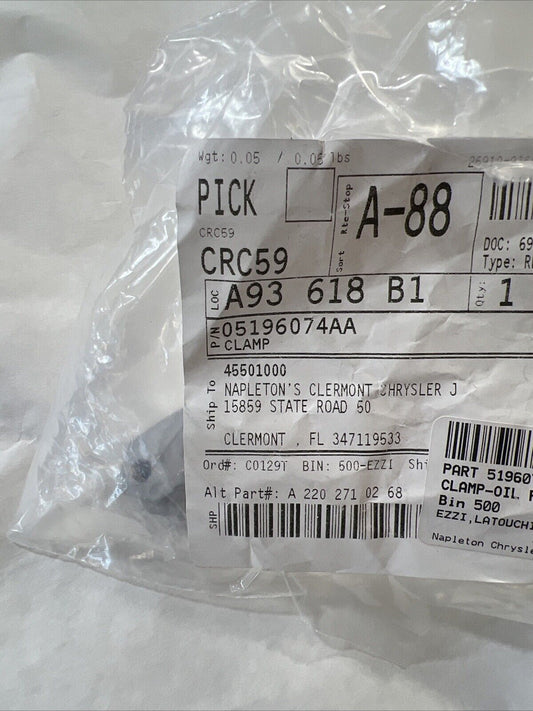 Wgt: 0.05 / 0.05 lbs
PICK
CRC59
CRC59
Sort Rte-Stop
A-88
DOC: 69
Type:
LOC
A93 618 B1
Qty:
1
P/N
05196074AA
CLAMP
Ship To
45501000
NAPLETON'S CLERMONT CHRYSLER J
15859 STATE ROAD 50
CLERMONT , FL 347119533
Ord#: C0129T BIN: 500-EZZI
Alt Part#: A 220 271 02 68
SHP
PART 51960
CLAMP-OIL
Bin 500
EZZI,LATOUCHI
Napleton Chrysle